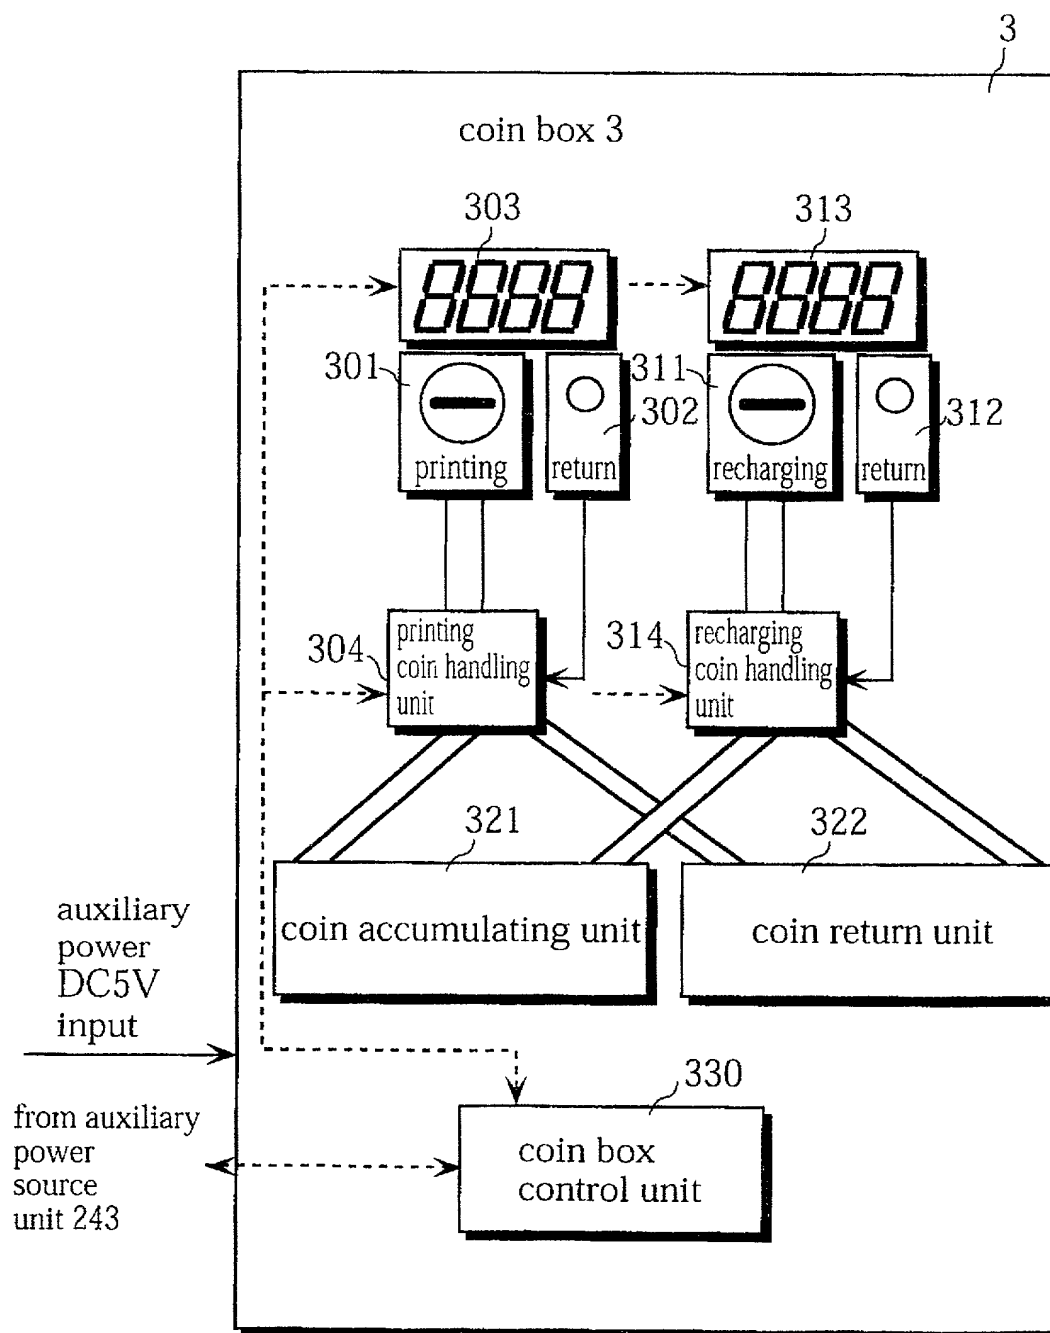 3
coin box 3
303
313
8888
8888
301
302
311
312
printing
return
recharging
return
304
printing
coin handling
unit
314
recharging
coin handling
unit
321
322
coin accumulating unit
coin return unit
auxiliary
power
DC5V
input
330
from auxiliary
power
source
unit 243
coin box
control unit